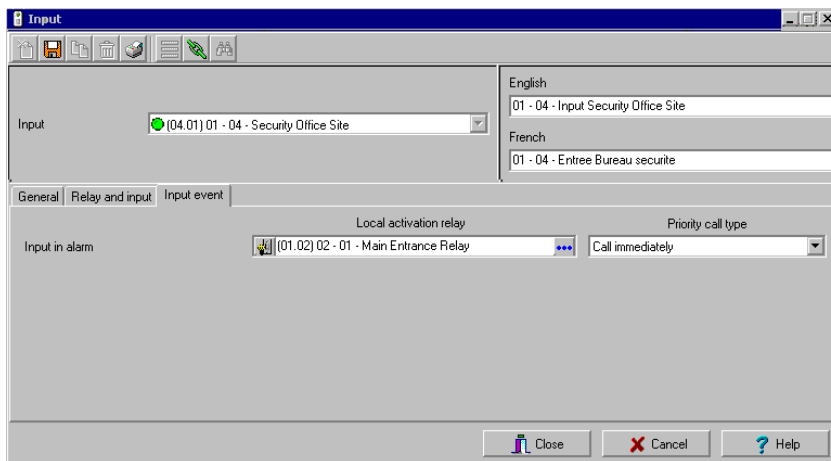 Input
English
01 - 04 - Input Security Office Site
Input
(04.01) 01 - 04 - Security Office Site
French
01 - 04 - Entree Bureau securite
General
Relay and input
Input event
Local activation relay
Priority call type
Input in alarm
(01.02) 02 - 01 - Main Entrance Relay
Call immediately
Close
Cancel
Help